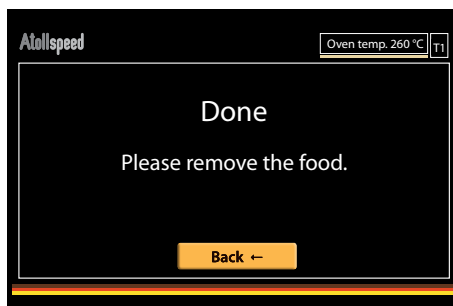 Atollspeed
Oven temp. 260 °C
T1
Done
Please remove the food.
Back ←